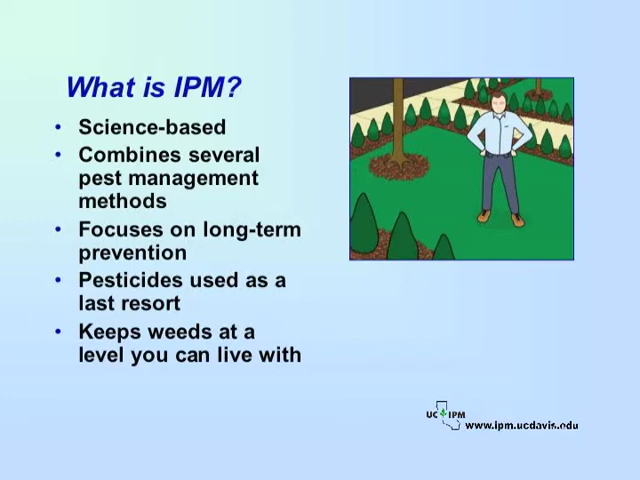 What is IPM?
• Science-based
• Combines several
pest management
methods
• Focuses on long-term
prevention
• Pesticides used as a
last resort
• Keeps weeds at a
level you can live with
UC IPM
www.ipm.ucdavis.edu